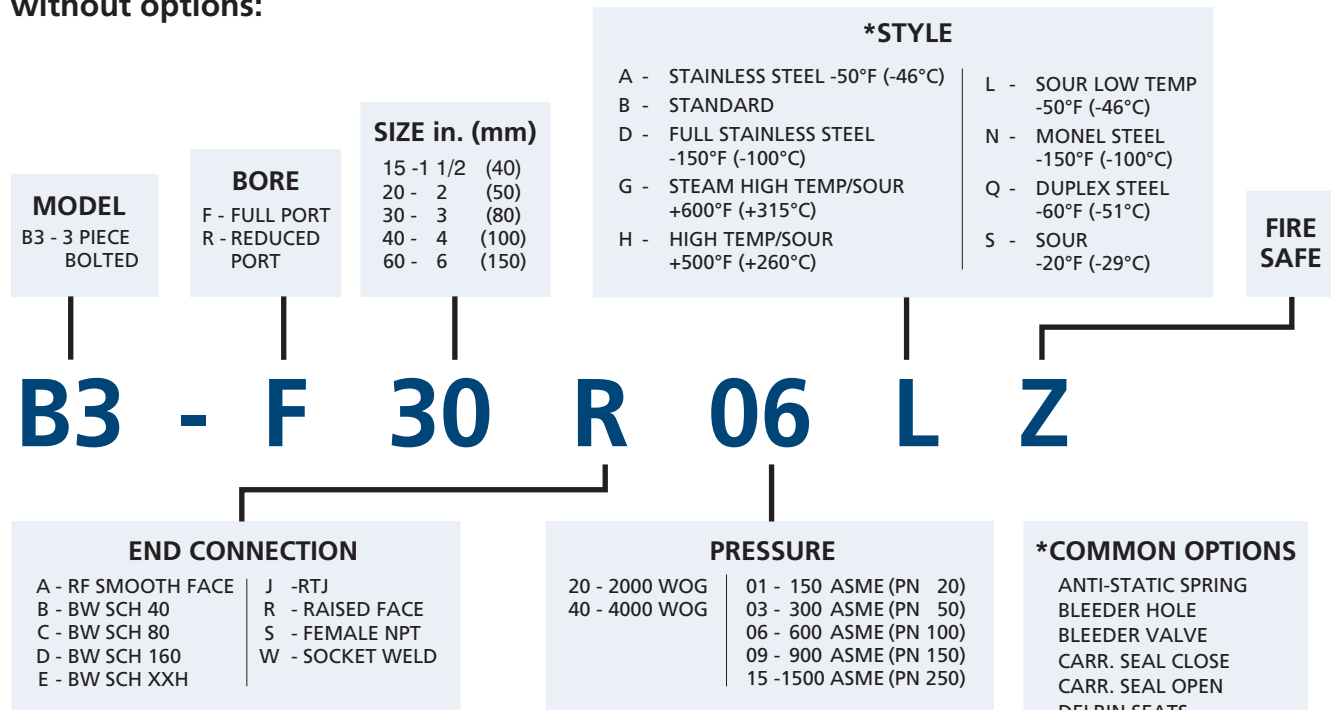 without options:
*STYLE
A - STAINLESS STEEL -50°F (-46°C)
B - STANDARD
D - FULL STAINLESS STEEL
-150°F (-100°C)
G - STEAM HIGH TEMP/SOUR
+600°F (+315°C)
H - HIGH TEMP/SOUR
+500°F (+260°C)
L - SOUR LOW TEMP
-50°F (-46°C)
N - MONEL STEEL
-150°F (-100°C)
Q - DUPLEX STEEL
-60°F (-51°C)
S - SOUR
-20°F (-29°C)
SIZE in. (mm)
15 -1 1/2 (40)
20 - 2 (50)
30 - 3 (80)
40 - 4 (100)
60 - 6 (150)
BORE
F - FULL PORT
R - REDUCED
PORT
MODEL
B3 - 3 PIECE
BOLTED
FIRE
SAFE
B3 - F 30 R 06 L Z
END CONNECTION
A - RF SMOOTH FACE
B - BW SCH 40
C - BW SCH 80
D - BW SCH 160
E - BW SCH XXH
J -RTJ
R - RAISED FACE
S - FEMALE NPT
W - SOCKET WELD
PRESSURE
20 - 2000 WOG
40 - 4000 WOG
01 - 150 ASME (PN 20)
03 - 300 ASME (PN 50)
06 - 600 ASME (PN 100)
09 - 900 ASME (PN 150)
15 -1500 ASME (PN 250)
*COMMON OPTIONS
ANTI-STATIC SPRING
BLEEDER HOLE
BLEEDER VALVE
CARR. SEAL CLOSE
CARR. SEAL OPEN
DELRIN SEATS